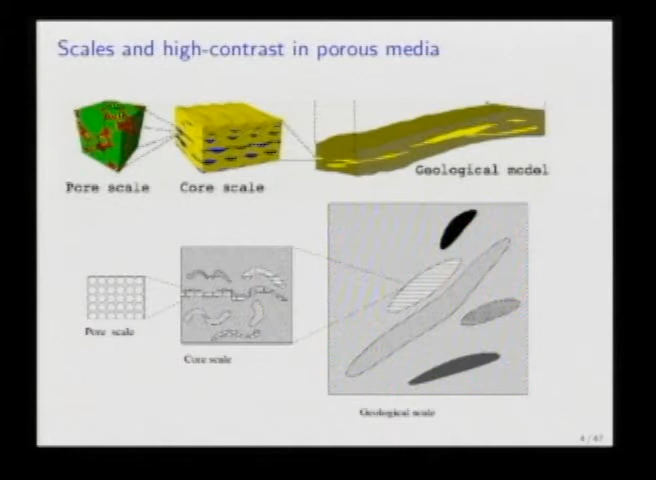 Scales and high-contrast in porous media
Pore scale
Core scale
Geological model
Pore scale
Core scale
Geological scale
4 / 67